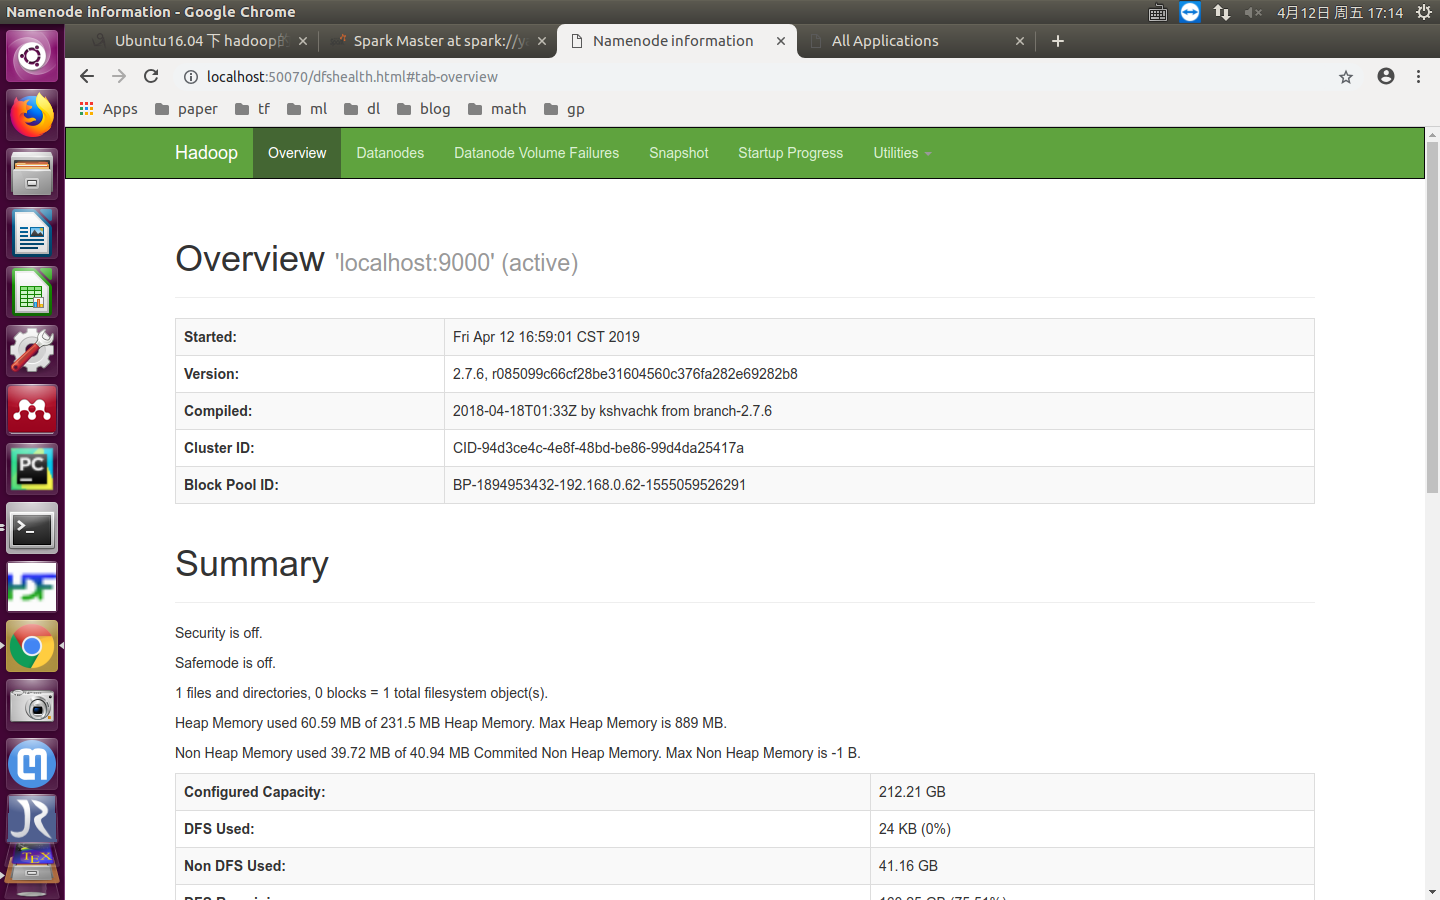 Namenode information - Google Chrome
4月12日 周五 17:14
Ubuntu16.04 下 hadoop的
Spark Master at spark://y
Namenode information
All Applications
localhost:50070/dfshealth.html#tab-overview
Apps paper tf ml dl blog math gp
Hadoop Overview Datanodes Datanode Volume Failures Snapshot Startup Progress Utilities
Overview 'localhost:9000' (active)
Started: Fri Apr 12 16:59:01 CST 2019
Version: 2.7.6, r085099c66cf28be31604560c376fa282e69282b8
Compiled: 2018-04-18T01:33Z by kshvachk from branch-2.7.6
Cluster ID: CID-94d3ce4c-4e8f-48bd-be86-99d4da25417a
Block Pool ID: BP-1894953432-192.168.0.62-1555059526291
Summary
Security is off.
Safemode is off.
1 files and directories, 0 blocks = 1 total filesystem object(s).
Heap Memory used 60.59 MB of 231.5 MB Heap Memory. Max Heap Memory is 889 MB.
Non Heap Memory used 39.72 MB of 40.94 MB Commited Non Heap Memory. Max Non Heap Memory is -1 B.
Configured Capacity: 212.21 GB
DFS Used: 24 KB (0%)
Non DFS Used: 41.16 GB